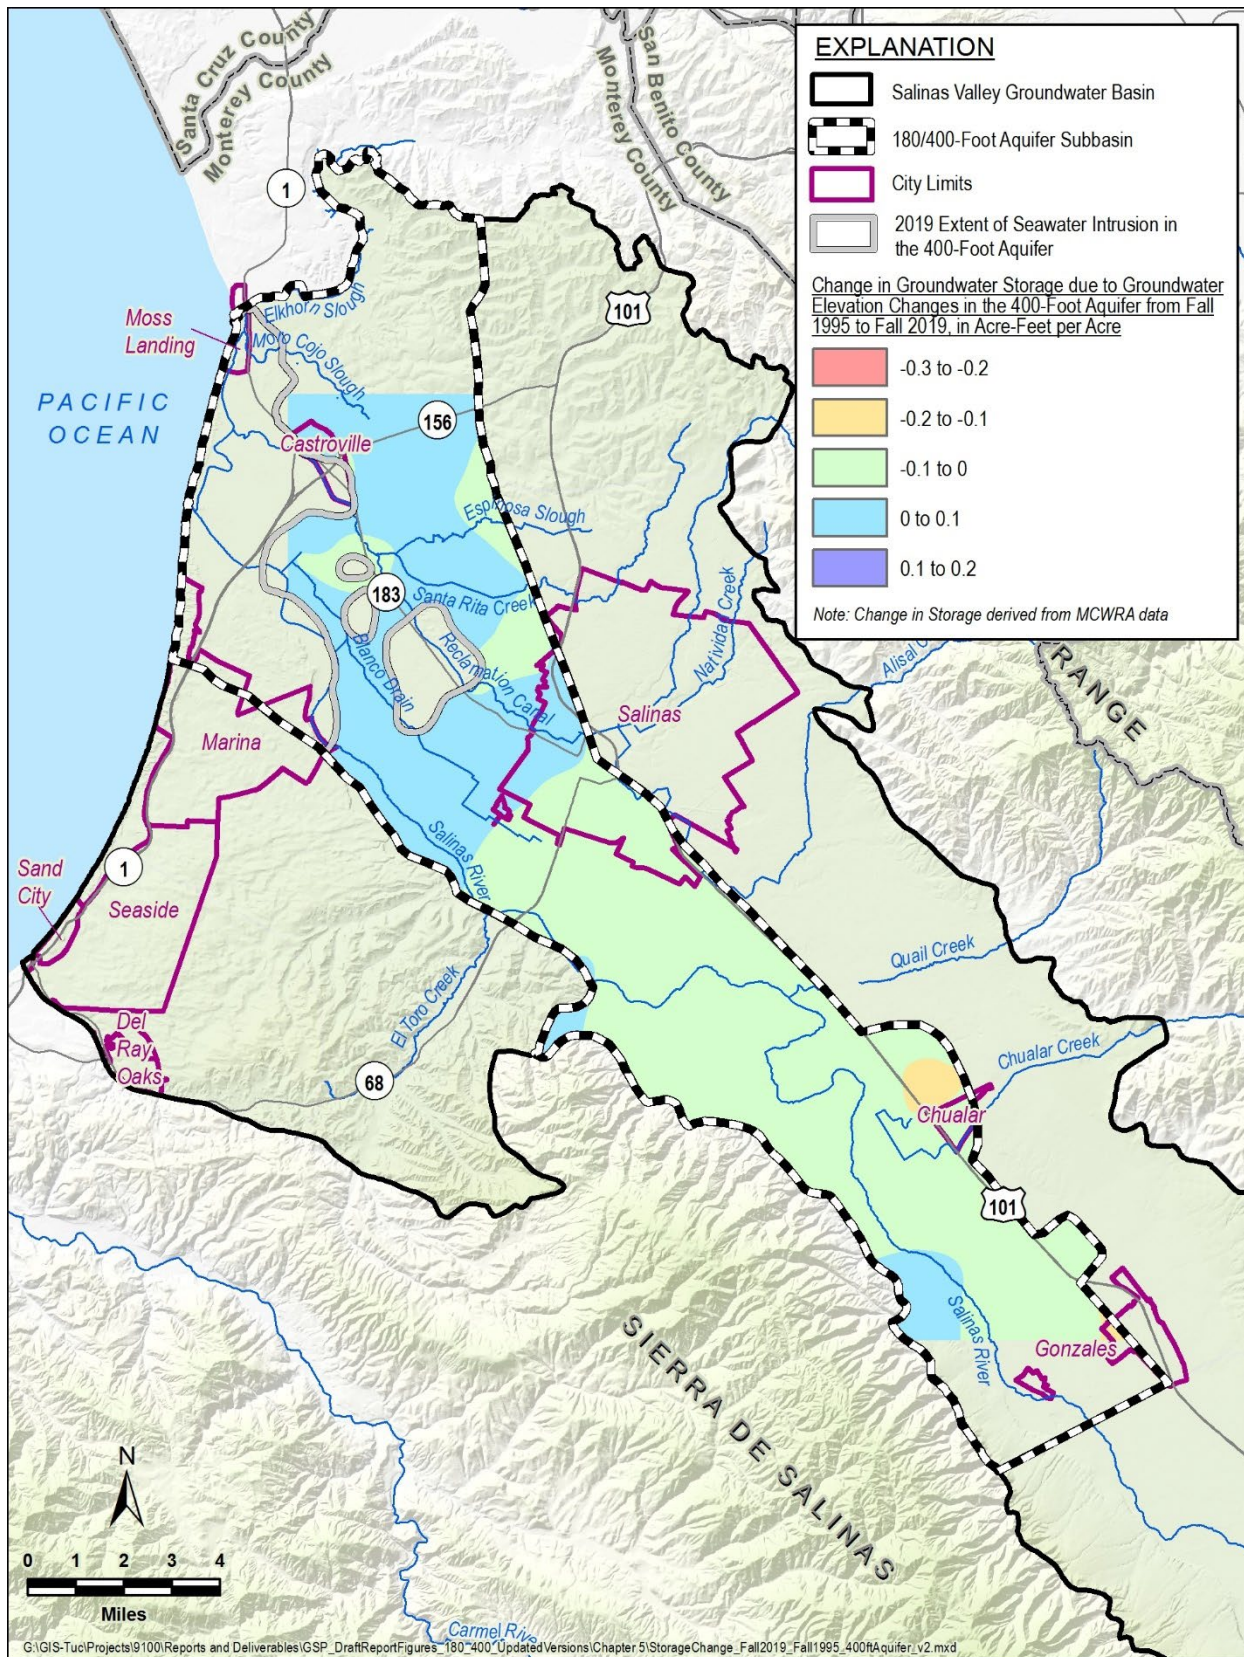 Santa Cruz County
Monterey County
San Benito County
Monterey County
EXPLANATION
Salinas Valley Groundwater Basin
180/400-Foot Aquifer Subbasin
City Limits
2019 Extent of Seawater Intrusion in
the 400-Foot Aquifer
Change in Groundwater Storage due to Groundwater
Elevation Changes in the 400-Foot Aquifer from Fall
1995 to Fall 2019, in Acre-Feet per Acre
-0.3 to -0.2
-0.2 to -0.1
-0.1 to 0
0 to 0.1
0.1 to 0.2
Note: Change in Storage derived from MCWRA data
1
101
Elkhorn Slough
Moss
Landing
Moro Cojo Slough
PACIFIC
OCEAN
156
Castroville
Espinosa Slough
183
Santa Rita Creek
Natividad Creek
Alisal C
RANGE
Blanco Drain
Reclamation Canal
Salinas
Marina
Salinas River
1
Sand
City
Seaside
Quail Creek
El Toro Creek
Del
Ray
Oaks
68
Chualar Creek
Chualar
101
Salinas River
Gonzales
SIERRA DE SALINAS
N
0 1 2 3 4
Miles
Carmel Rive
G:\GIS-Tuc\Projects\9100\Reports and Deliverables\GSP_DraftReportFigures_180_400_UpdatedVersions\Chapter 5\StorageChange_Fall2019_Fall1995_400ftAquifer_v2.mxd